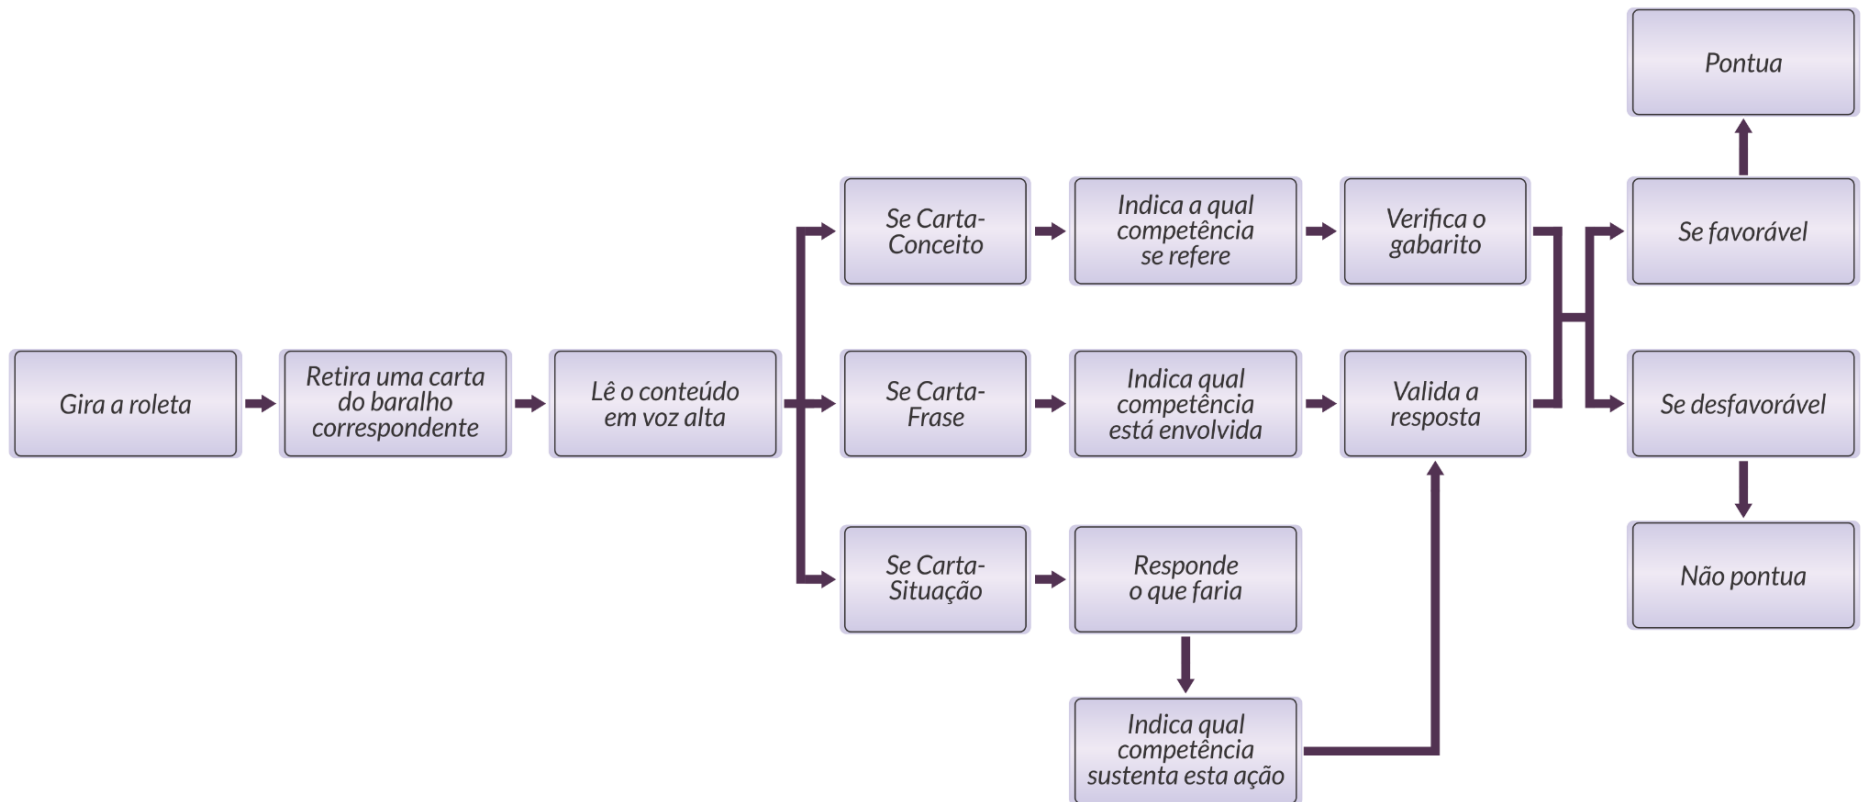 Gira a roleta
Retira uma carta
do baralho
correspondente
Lê o conteúdo
em voz alta
Se Carta-
Conceito
Indica a qual
competência
se refere
Verifica o
gabarito
Se Carta-
Frase
Indica qual
competência
está envolvida
Valida a
resposta
Se Carta-
Situação
Responde
o que faria
Indica qual
competência
sustenta esta ação
Se favorável
Pontua
Se desfavorável
Não pontua